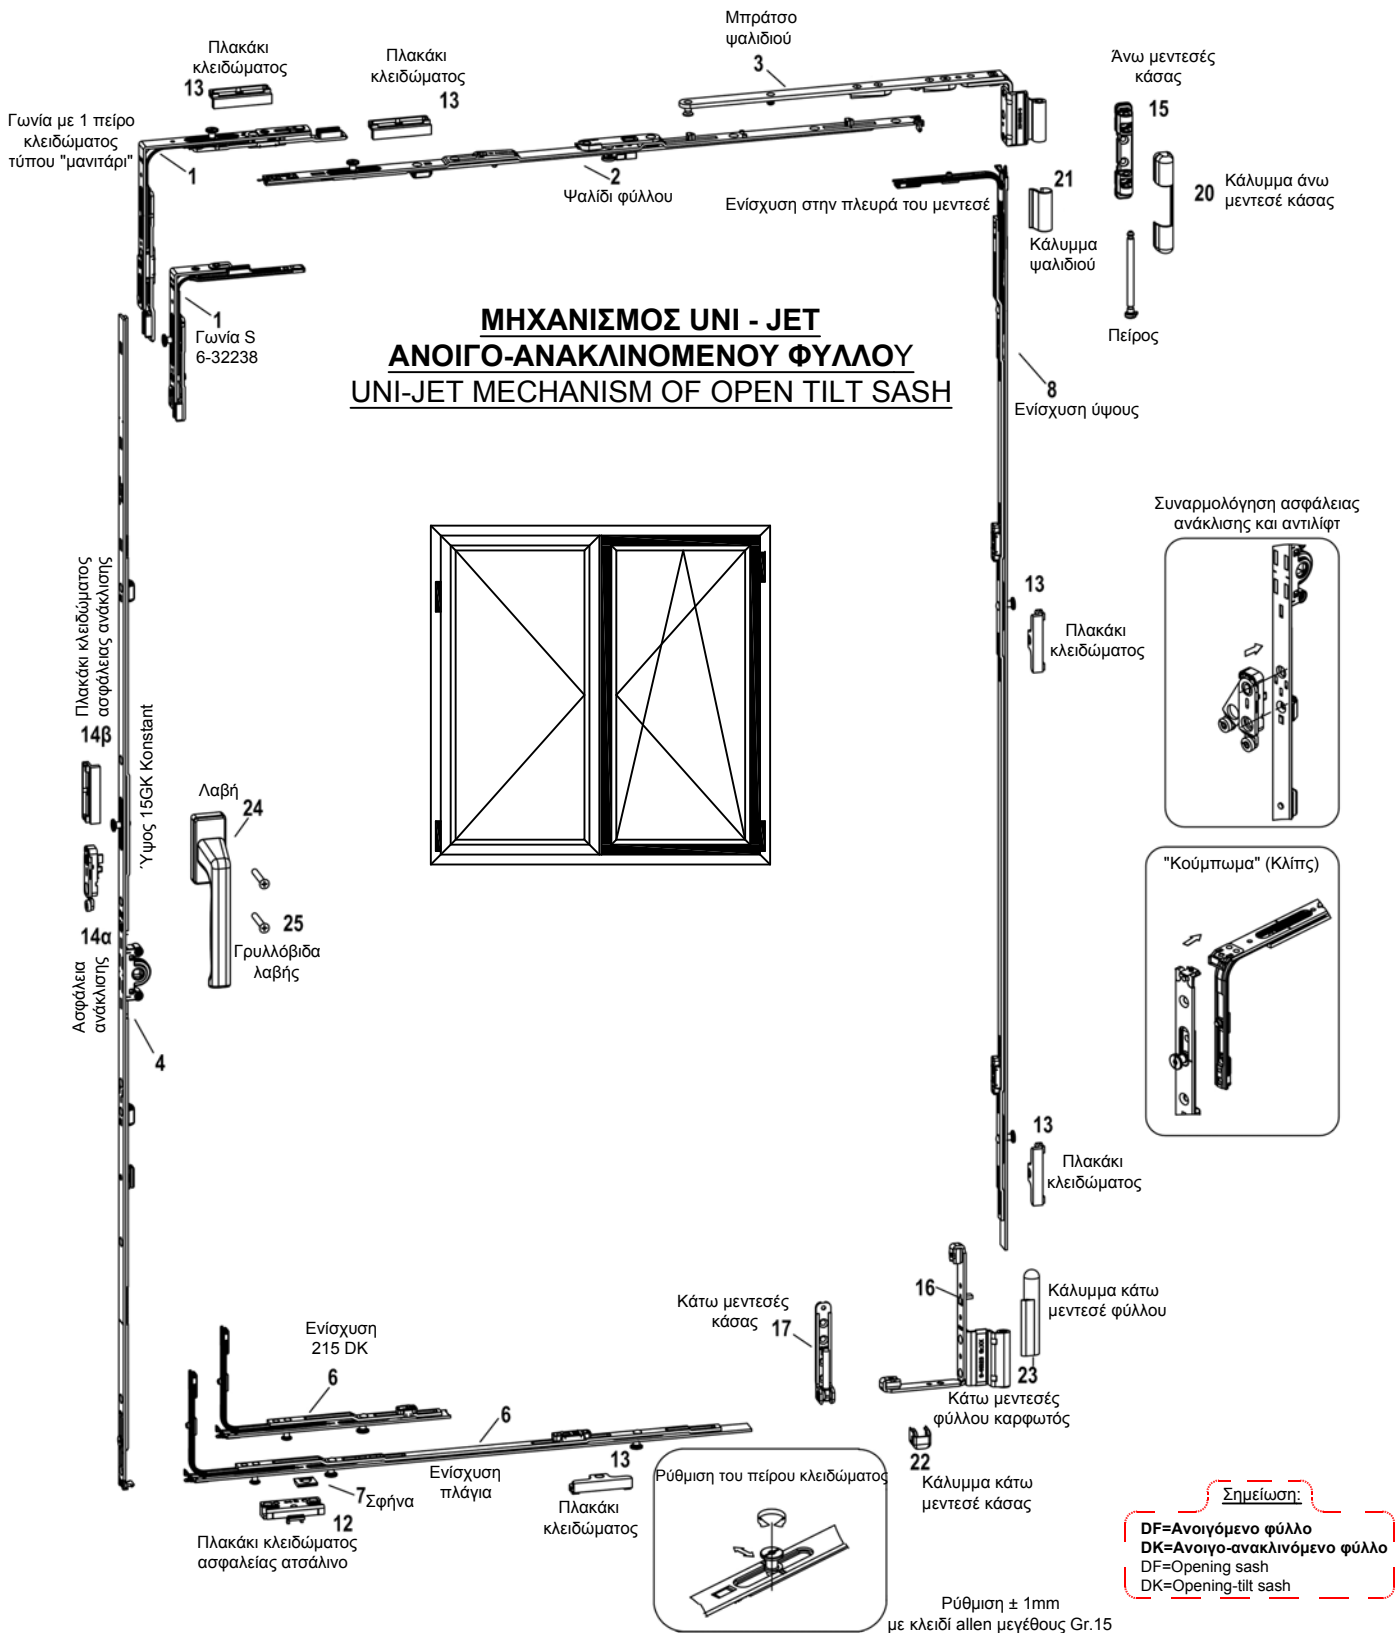 Μπράτσο
ψαλιδιού
3
Πλακάκι
κλειδώματος
13
Πλακάκι
κλειδώματος
13
Άνω μεντεσές
κάσας
15
Γωνία με 1 πείρο
κλειδώματος
τύπου "μανιτάρι"
1
2
Ψαλίδι φύλλου
Ενίσχυση στην πλευρά του μεντεσέ
21
Κάλυμμα
ψαλιδιού
20
Κάλυμμα άνω
μεντεσέ κάσας
Πείρος
1
Γωνία S
6-32238
ΜΗΧΑΝΙΣΜΟΣ UNI - JET
ΑΝΟΙΓΟ-ΑΝΑΚΛΙΝΟΜΕΝΟΥ ΦΥΛΛΟΥ
UNI-JET MECHANISM OF OPEN TILT SASH
8
Ενίσχυση ύψους
Συναρμολόγηση ασφάλειας
ανάκλισης και αντιλίφτ
Πλακάκι κλειδώματος
ασφάλειας ανάκλισης
14β
Ύψος 15GK Konstant
13
Πλακάκι
κλειδώματος
Λαβή
24
25
Γρυλλόβιδα
λαβής
14α
Ασφάλεια
ανάκλισης
4
"Κούμπωμα" (Κλίπς)
13
Πλακάκι
κλειδώματος
16
Κάλυμμα κάτω
μεντεσέ φύλλου
23
Κάτω μεντεσές
φύλλου καρφωτός
Κάτω μεντεσές
κάσας
17
Ενίσχυση
215 DK
6
6
Ενίσχυση
πλάγια
7
Σφήνα
12
Πλακάκι κλειδώματος
ασφαλείας ατσάλινο
13
Πλακάκι
κλειδώματος
Ρύθμιση του πείρου κλειδώματος
22
Κάλυμμα κάτω
μεντεσέ κάσας
Ρύθμιση ± 1mm
με κλειδί allen μεγέθους Gr.15
Σημείωση:
DF=Ανοιγόμενο φύλλο
DK=Ανοιγο-ανακλινόμενο φύλλο
DF=Opening sash
DK=Opening-tilt sash